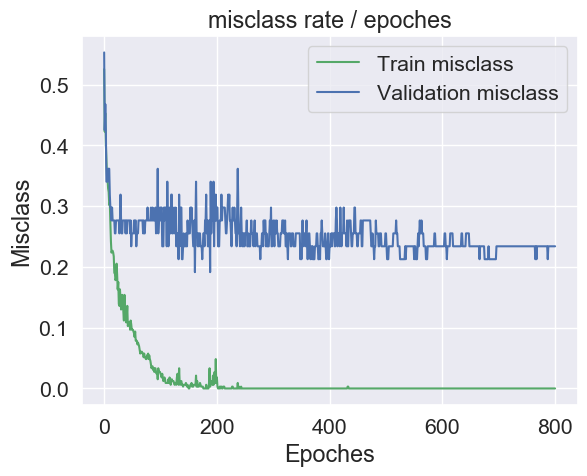 misclass rate / epoches
Train misclass
Validation misclass
0.5
0.4
0.3
0.2
0.1
0.0
Misclass
0
200
400
600
800
Epoches